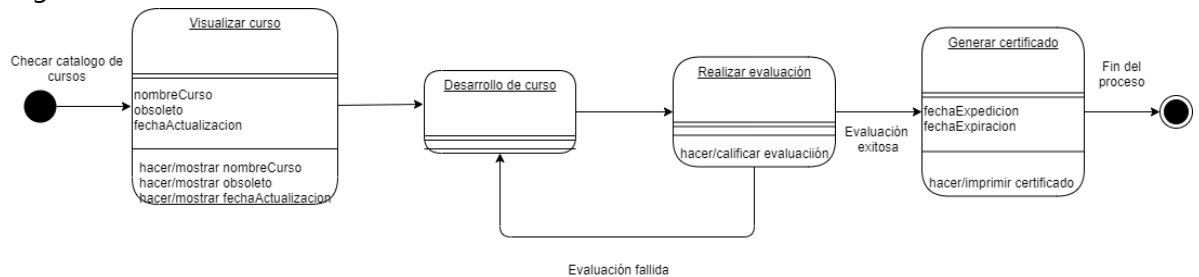 Visualizar curso
Checar catalogo de
cursos
nombreCurso
obsoleto
fechaActualizacion
hacer/mostrar nombreCurso
hacer/mostrar obsoleto
hacer/mostrar fechaActualizacion
Desarrollo de curso
Realizar evaluación
hacer/calificar evaluaciión
Evaluación
exitosa
Evaluación fallida
Generar certificado
fechaExpedicion
fechaExpiracion
hacer/imprimir certificado
Fin del
proceso